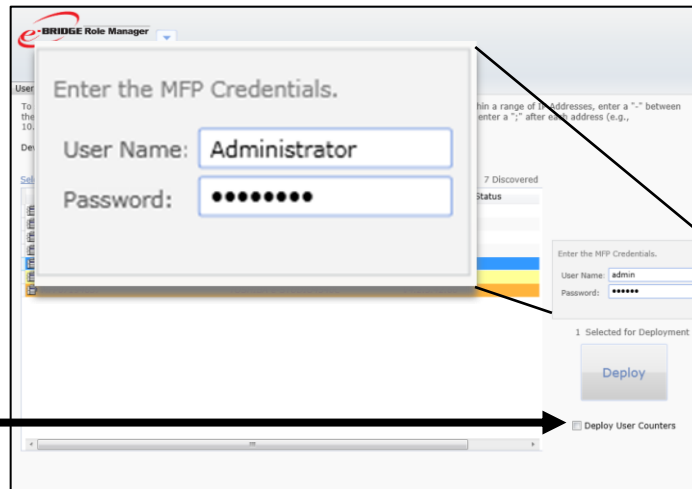 e-BRIDGE Role Manager
User
To
the
10.
Dev
hin a range of IP Addresses, enter a "-" between
enter a ";" after each address (e.g.,
Sel
7 Discovered
Status
Enter the MFP Credentials.
User Name: Administrator
Password: ●●●●●●●●
Enter the MFP Credentials.
User Name: admin
Password: ●●●●●●
1 Selected for Deployment
Deploy
Deploy User Counters